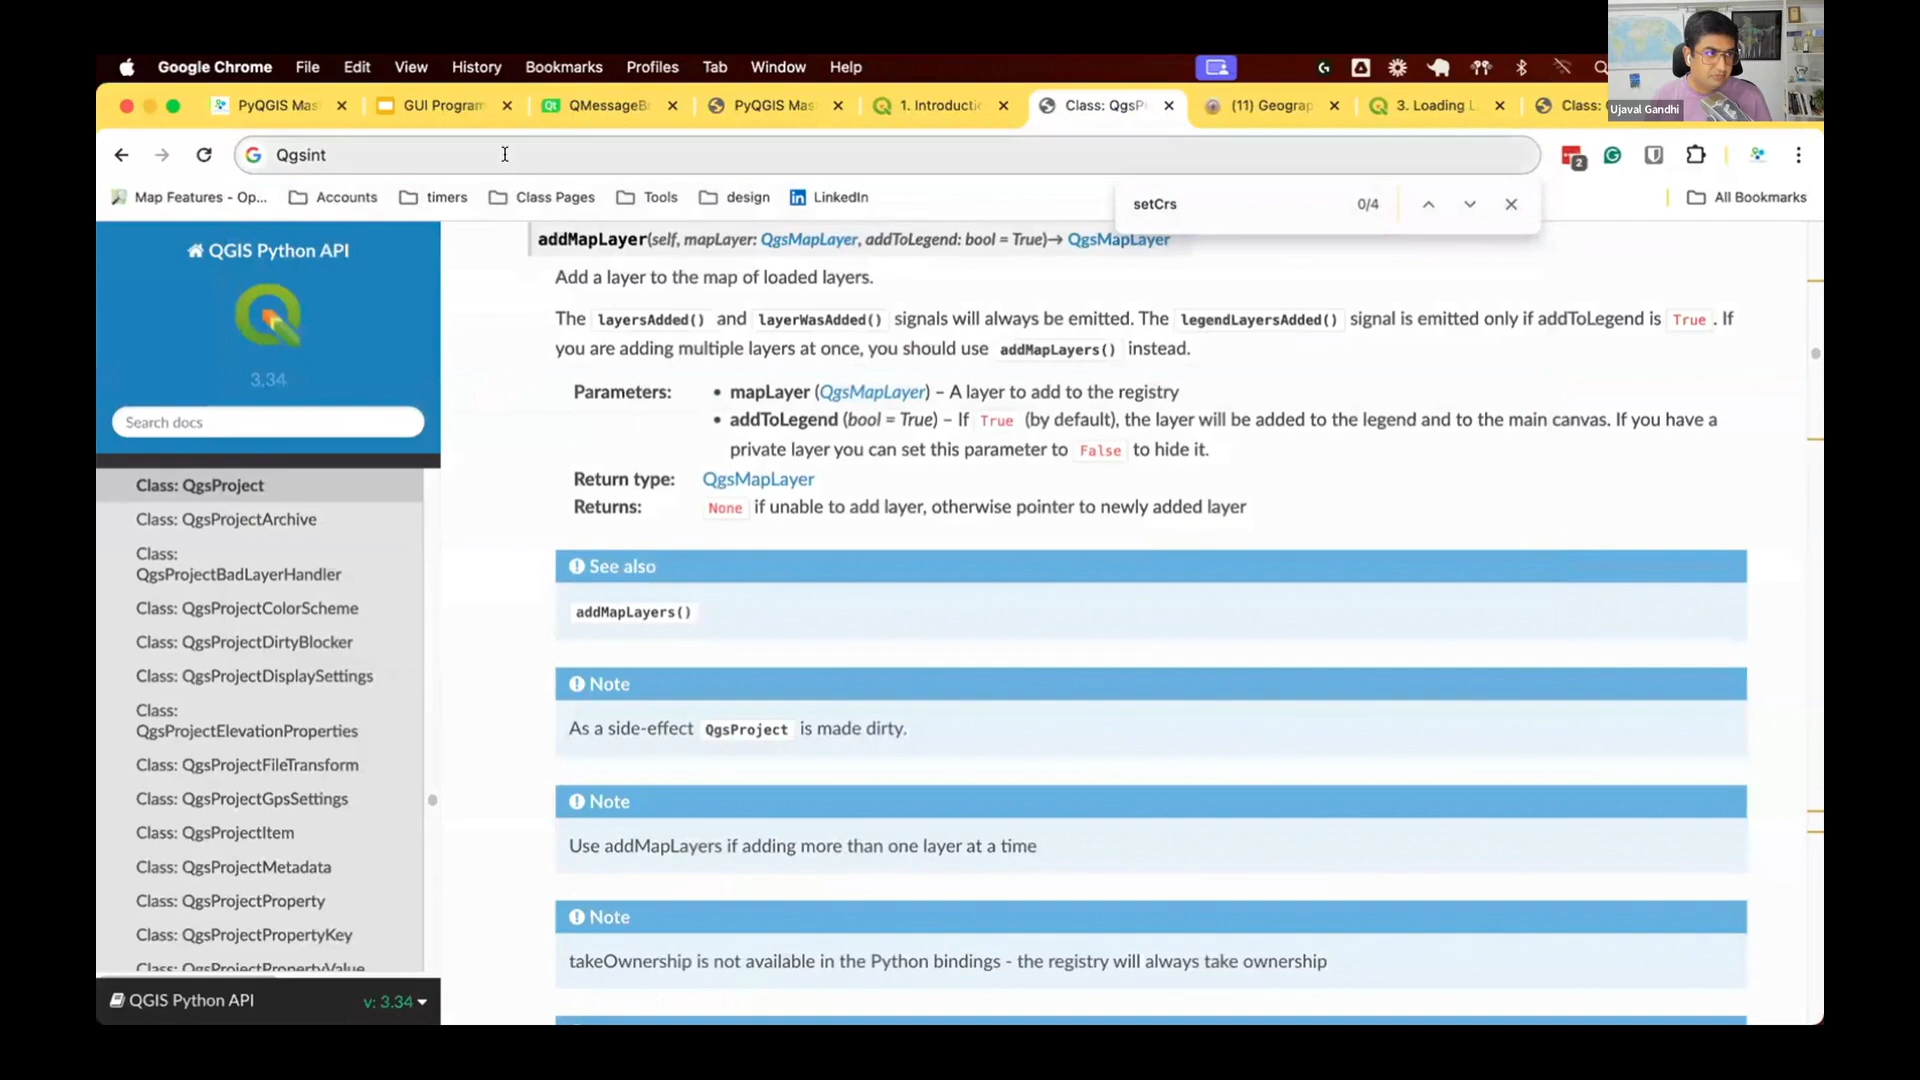 Google Chrome File Edit View History Bookmarks Profiles Tab Window Help
Ujaval Gandhi
PyQGIS Mas GUI Program QMessageB PyQGIS Mas 1. Introducti Class: QgsP (11) Geograp 3. Loading L Class:
Qgsint
2
Map Features - Op... Accounts timers Class Pages Tools design LinkedIn All Bookmarks
setCrs 0/4
QGIS Python API
3.34
Search docs
Class: QgsProject
Class: QgsProjectArchive
Class:
QgsProjectBadLayerHandler
Class: QgsProjectColorScheme
Class: QgsProjectDirtyBlocker
Class: QgsProjectDisplaySettings
Class:
QgsProjectElevationProperties
Class: QgsProjectFileTransform
Class: QgsProjectGpsSettings
Class: QgsProjectItem
Class: QgsProjectMetadata
Class: QgsProjectProperty
Class: QgsProjectPropertyKey
Class: QgsProjectPropertyValue
QGIS Python API v: 3.34
addMapLayer(self, mapLayer: QgsMapLayer, addToLegend: bool = True)→ QgsMapLayer
Add a layer to the map of loaded layers.
The layersAdded() and layerWasAdded() signals will always be emitted. The legendLayersAdded() signal is emitted only if addToLegend is True . If
you are adding multiple layers at once, you should use addMapLayers() instead.
Parameters: • mapLayer (QgsMapLayer) – A layer to add to the registry
• addToLegend (bool = True) – If True (by default), the layer will be added to the legend and to the main canvas. If you have a
private layer you can set this parameter to False to hide it.
Return type: QgsMapLayer
Returns: None if unable to add layer, otherwise pointer to newly added layer
See also
addMapLayers()
Note
As a side-effect QgsProject is made dirty.
Note
Use addMapLayers if adding more than one layer at a time
Note
takeOwnership is not available in the Python bindings - the registry will always take ownership